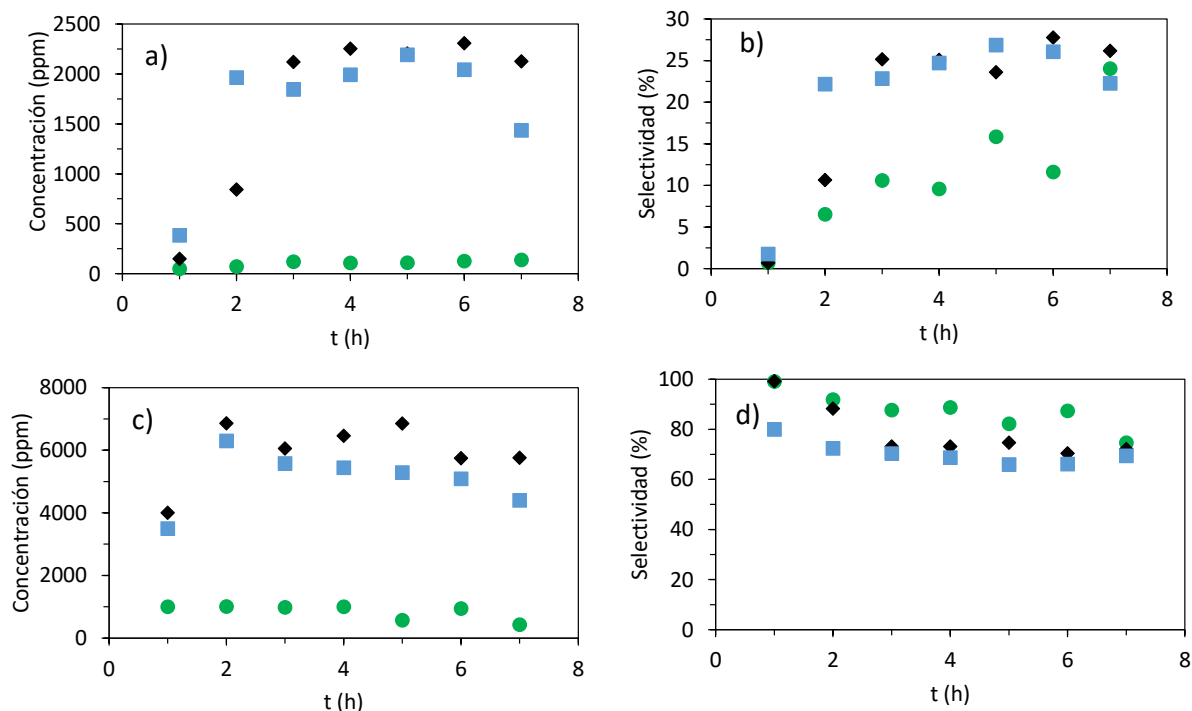 a)
Concentración (ppm)
2500
2000
1500
1000
500
0
0 2 4 6 8
t (h)
b)
Selectividad (%)
30
25
20
15
10
5
0
0 2 4 6 8
t (h)
c)
Concentración (ppm)
8000
6000
4000
2000
0
0 2 4 6 8
t (h)
d)
Selectividad (%)
100
80
60
40
20
0
0 2 4 6 8
t (h)